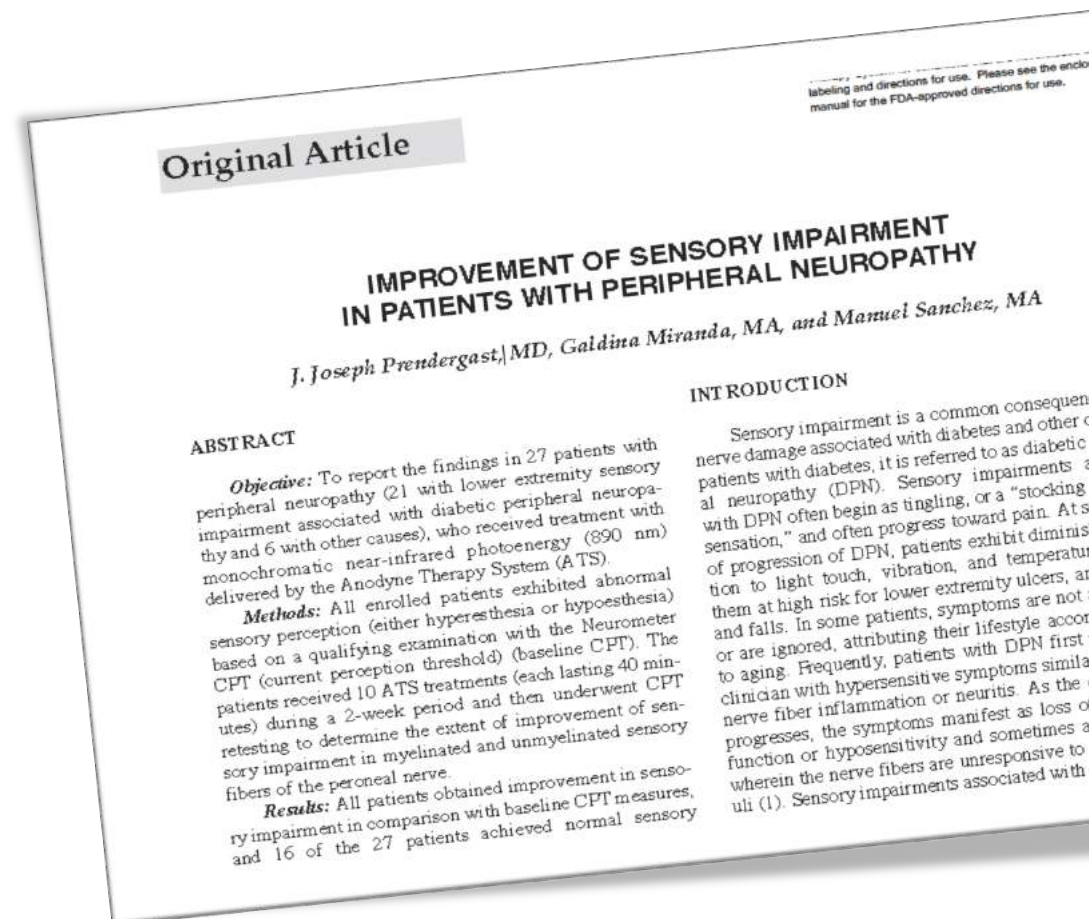 labeling and directions for use. Please see the
manual for the FDA-approved directions for use.
Original Article
IMPROVEMENT OF SENSORY IMPAIRMENT
IN PATIENTS WITH PERIPHERAL NEUROPATHY
J. Joseph Prendergast,| MD, Galdina Miranda, MA, and Manuel Sanchez, MA
ABSTRACT
Objective: To report the findings in 27 patients with
peripheral neuropathy (21 with lower extremity sensory
impairment associated with diabetic peripheral neuropa-
thy and 6 with other causes), who received treatment with
monochromatic near-infrared photoenergy (890 nm)
delivered by the Anodyne Therapy System (ATS).
Methods: All enrolled patients exhibited abnormal
sensory perception (either hyperesthesia or hypoesthesia)
based on a qualifying examination with the Neurometer
CPT (current perception threshold) (baseline CPT). The
patients received 10 ATS treatments (each lasting 40 min-
utes) during a 2-week period and then underwent CPT
retesting to determine the extent of improvement of sen-
sory impairment in myelinated and unmyelinated sensory
fibers of the peroneal nerve.
Results: All patients obtained improvement in senso-
ry impairment in comparison with baseline CPT measures,
and 16 of the 27 patients achieved normal sensory
INTRODUCTION
Sensory impairment is a common consequen
nerve damage associated with diabetes and other
patients with diabetes, it is referred to as diabetic
al neuropathy (DPN). Sensory impairments a
with DPN often begin as tingling, or a "stocking
sensation," and often progress toward pain. At s
of progression of DPN, patients exhibit diminis
tion to light touch, vibration, and temperatur
them at high risk for lower extremity ulcers, an
and falls. In some patients, symptoms are not
or are ignored, attributing their lifestyle accor
to aging. Frequently, patients with DPN first
clinician with hypersensitive symptoms simila
nerve fiber inflammation or neuritis. As the
progresses, the symptoms manifest as loss of
function or hyposensitivity and sometimes a
wherein the nerve fibers are unresponsive to
uli (1). Sensory impairments associated with